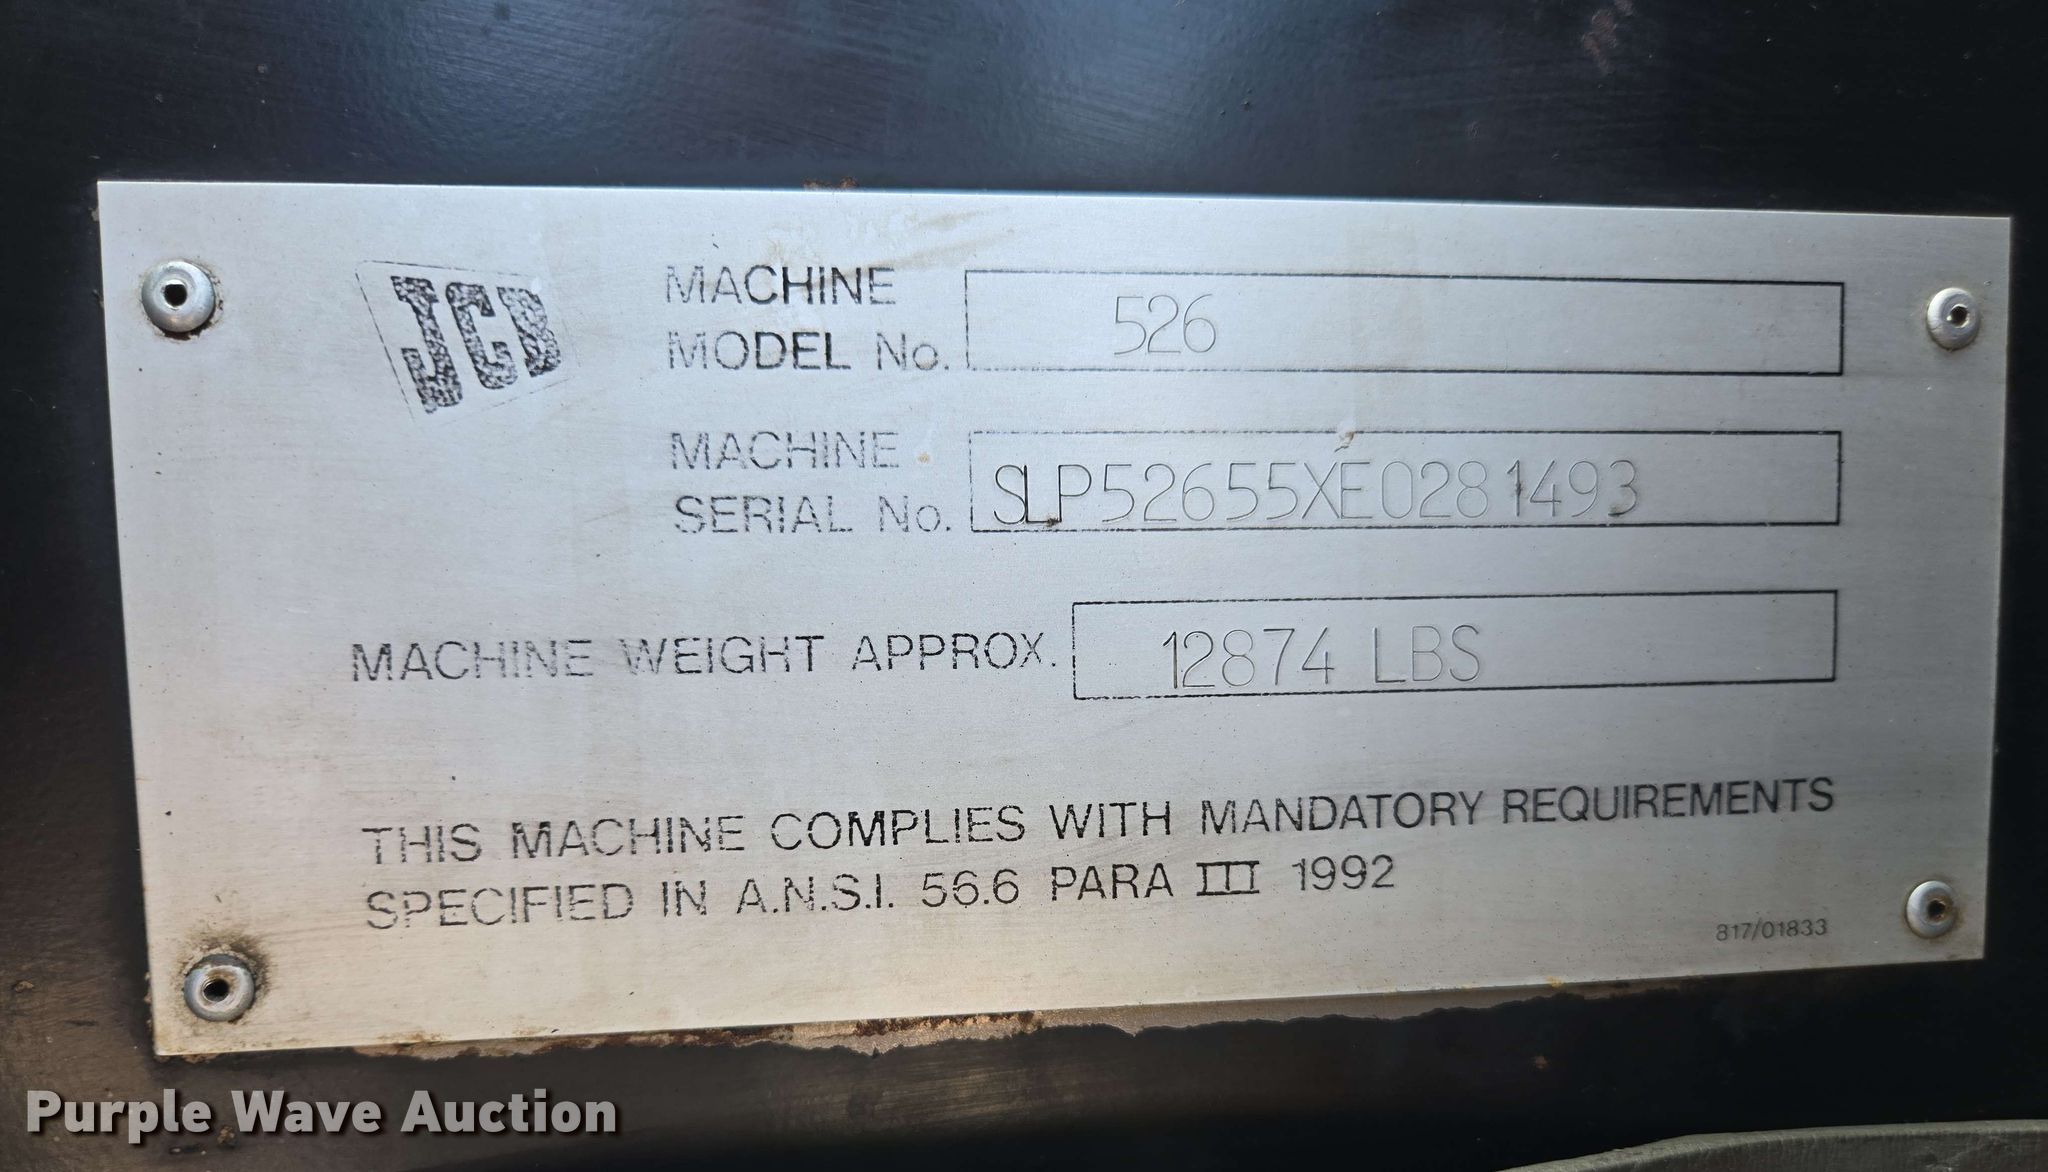 JCB
MACHINE
MODEL No. 526
MACHINE
SERIAL No. SLP52655XE0281493
MACHINE WEIGHT APPROX. 12874 LBS
THIS MACHINE COMPLIES WITH MANDATORY REQUIREMENTS
SPECIFIED IN A.N.S.I. 56.6 PARA III 1992
817/01833
Purple Wave Auction